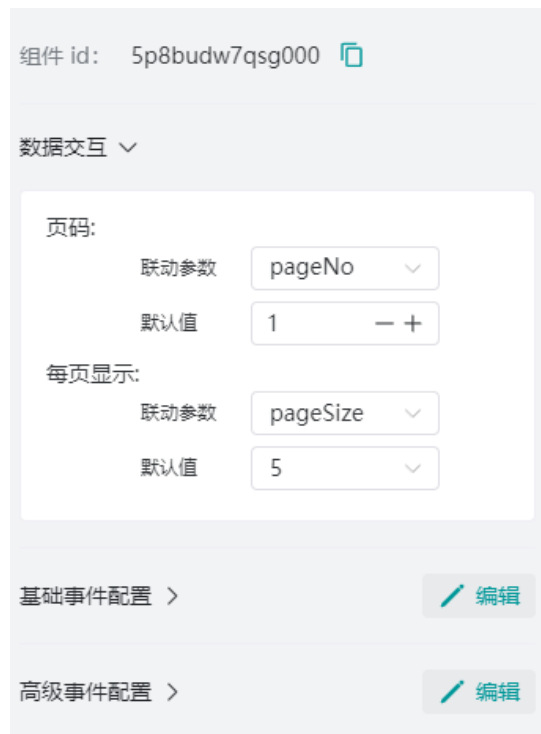 组件 id: 5p8budw7qsg000
数据交互
页码:
联动参数 pageNo
默认值 1
每页显示:
联动参数 pageSize
默认值 5
基础事件配置 编辑
高级事件配置 编辑